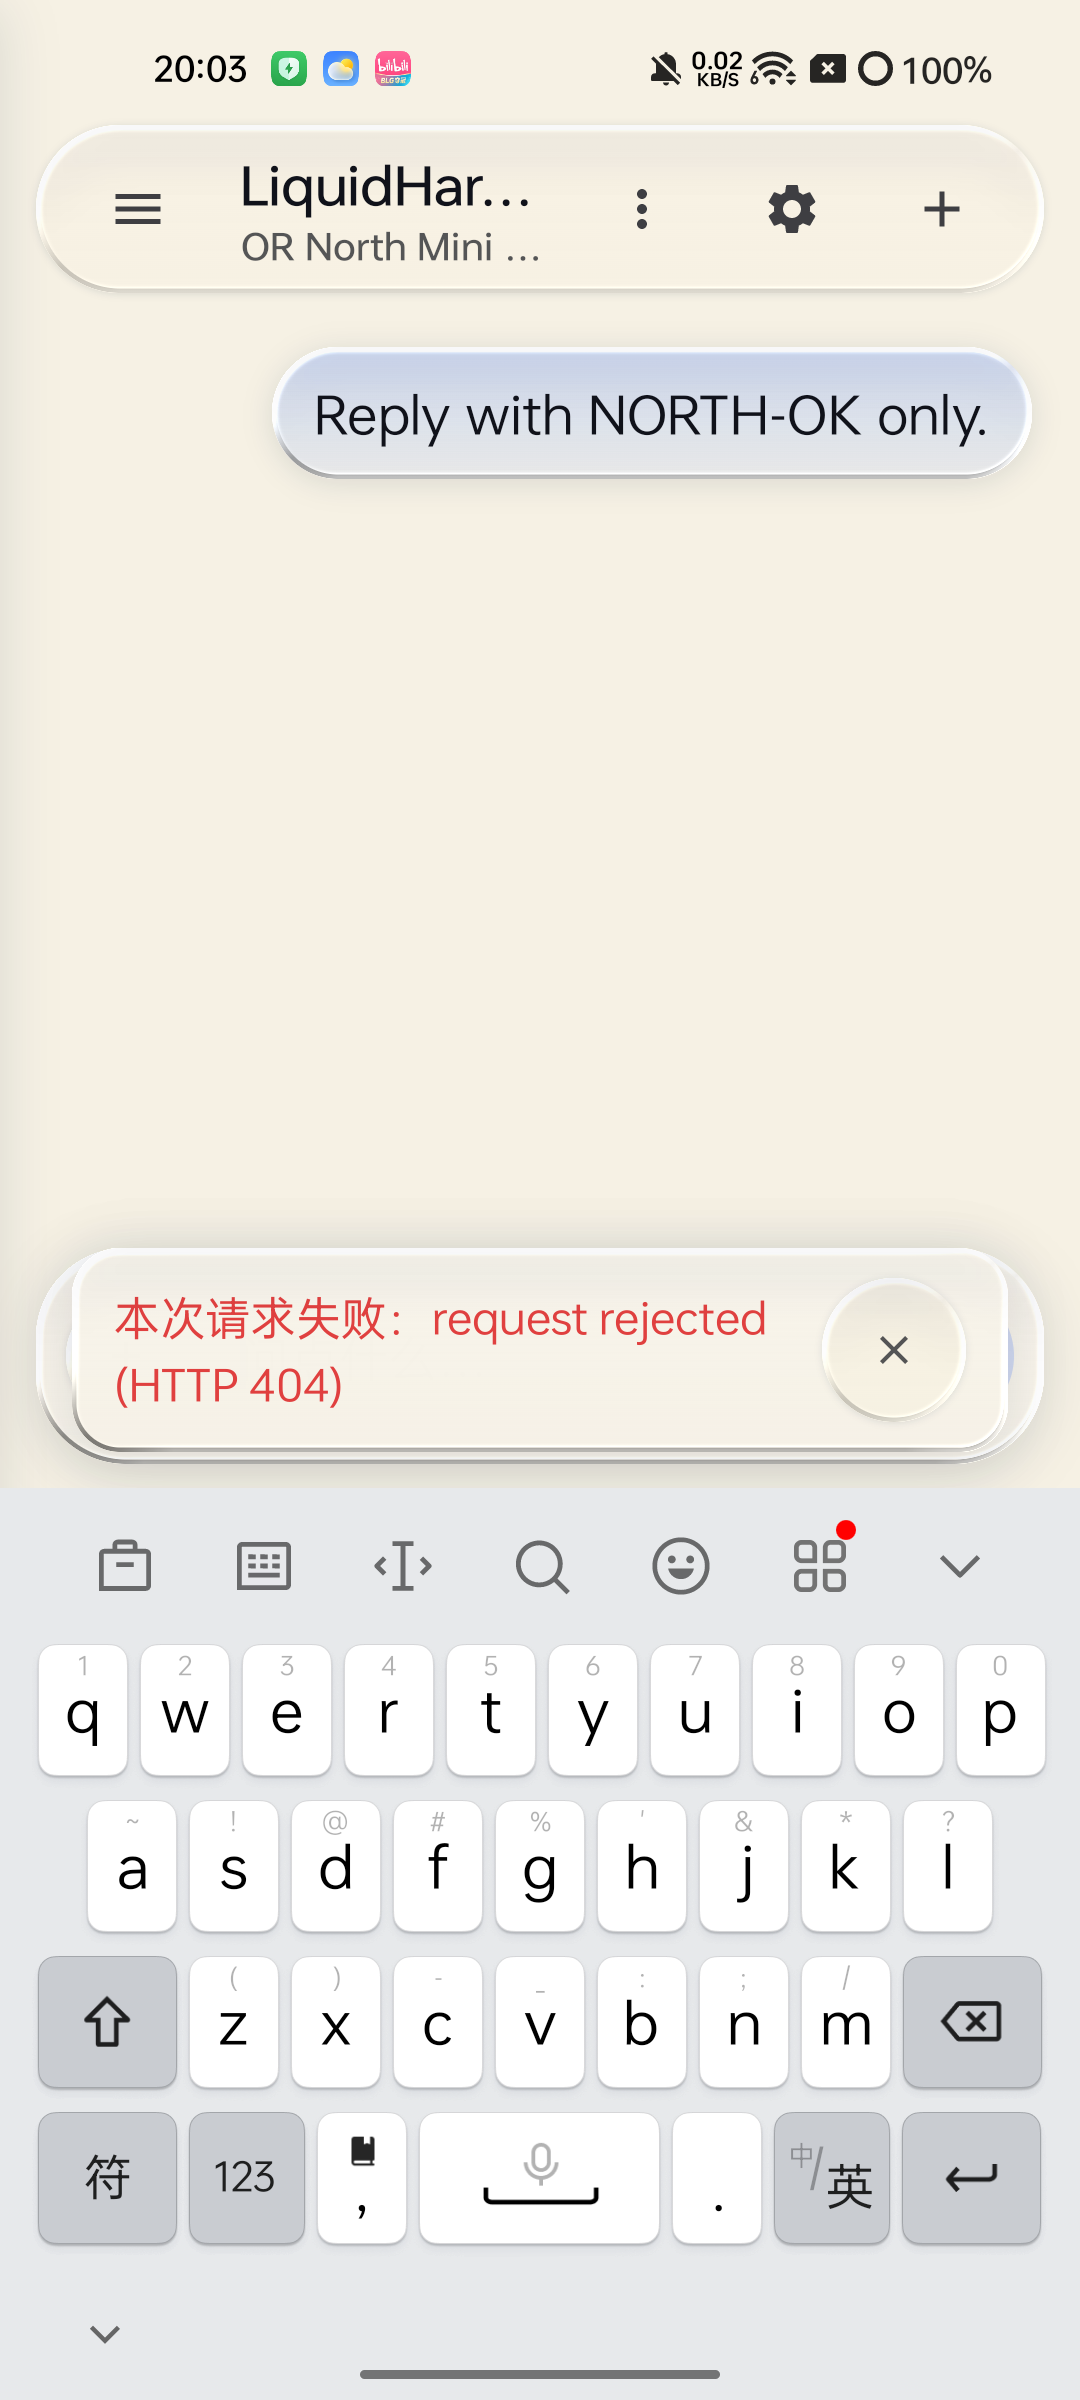 20:03
0.02
KB/S
6
100%
LiquidHar...
OR North Mini ...
Reply with NORTH-OK only.
本次请求失败：request rejected
(HTTP 404)
1 2 3 4 5 6 7 8 9 0
q w e r t y u i o p
~ ! @ # % ' & * ?
a s d f g h j k l
( ) - _ : ; /
z x c v b n m
符 123 , . 中/英